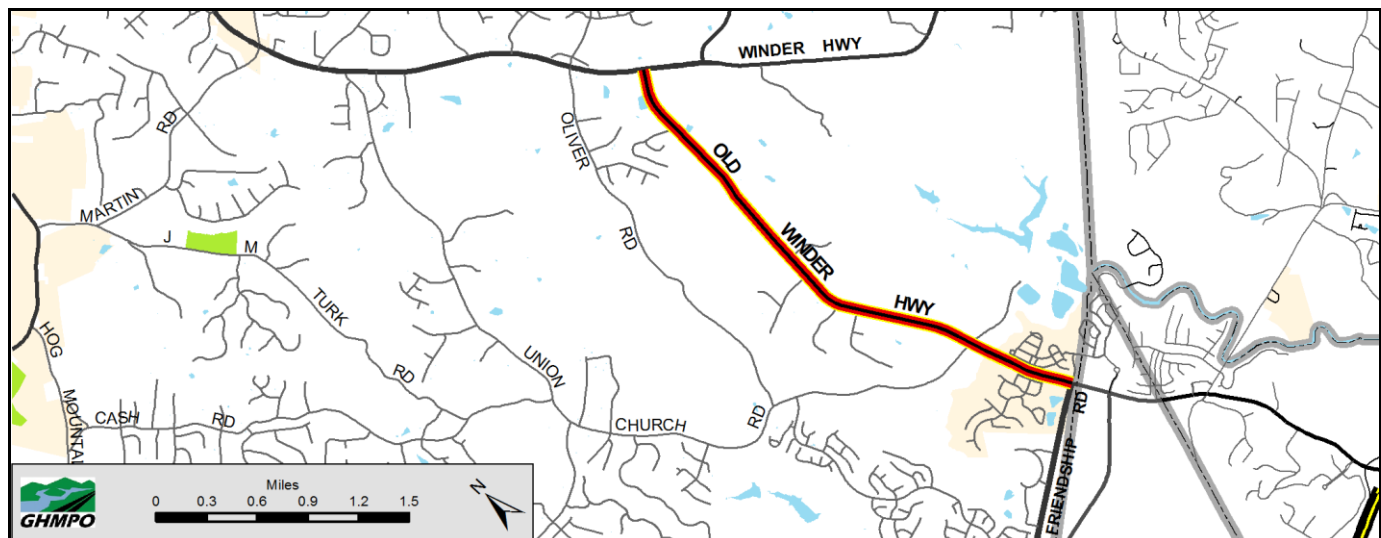 WINDER HWY
OLIVER
RD
OLD
WINDER
HWY
RD
MARTIN
J M
TURK
RD
UNION
CHURCH
RD
HOG
MOUNTAI
CASH RD
FRIENDSHIP
RD
Miles
0 0.3 0.6 0.9 1.2 1.5
N
GHMPO